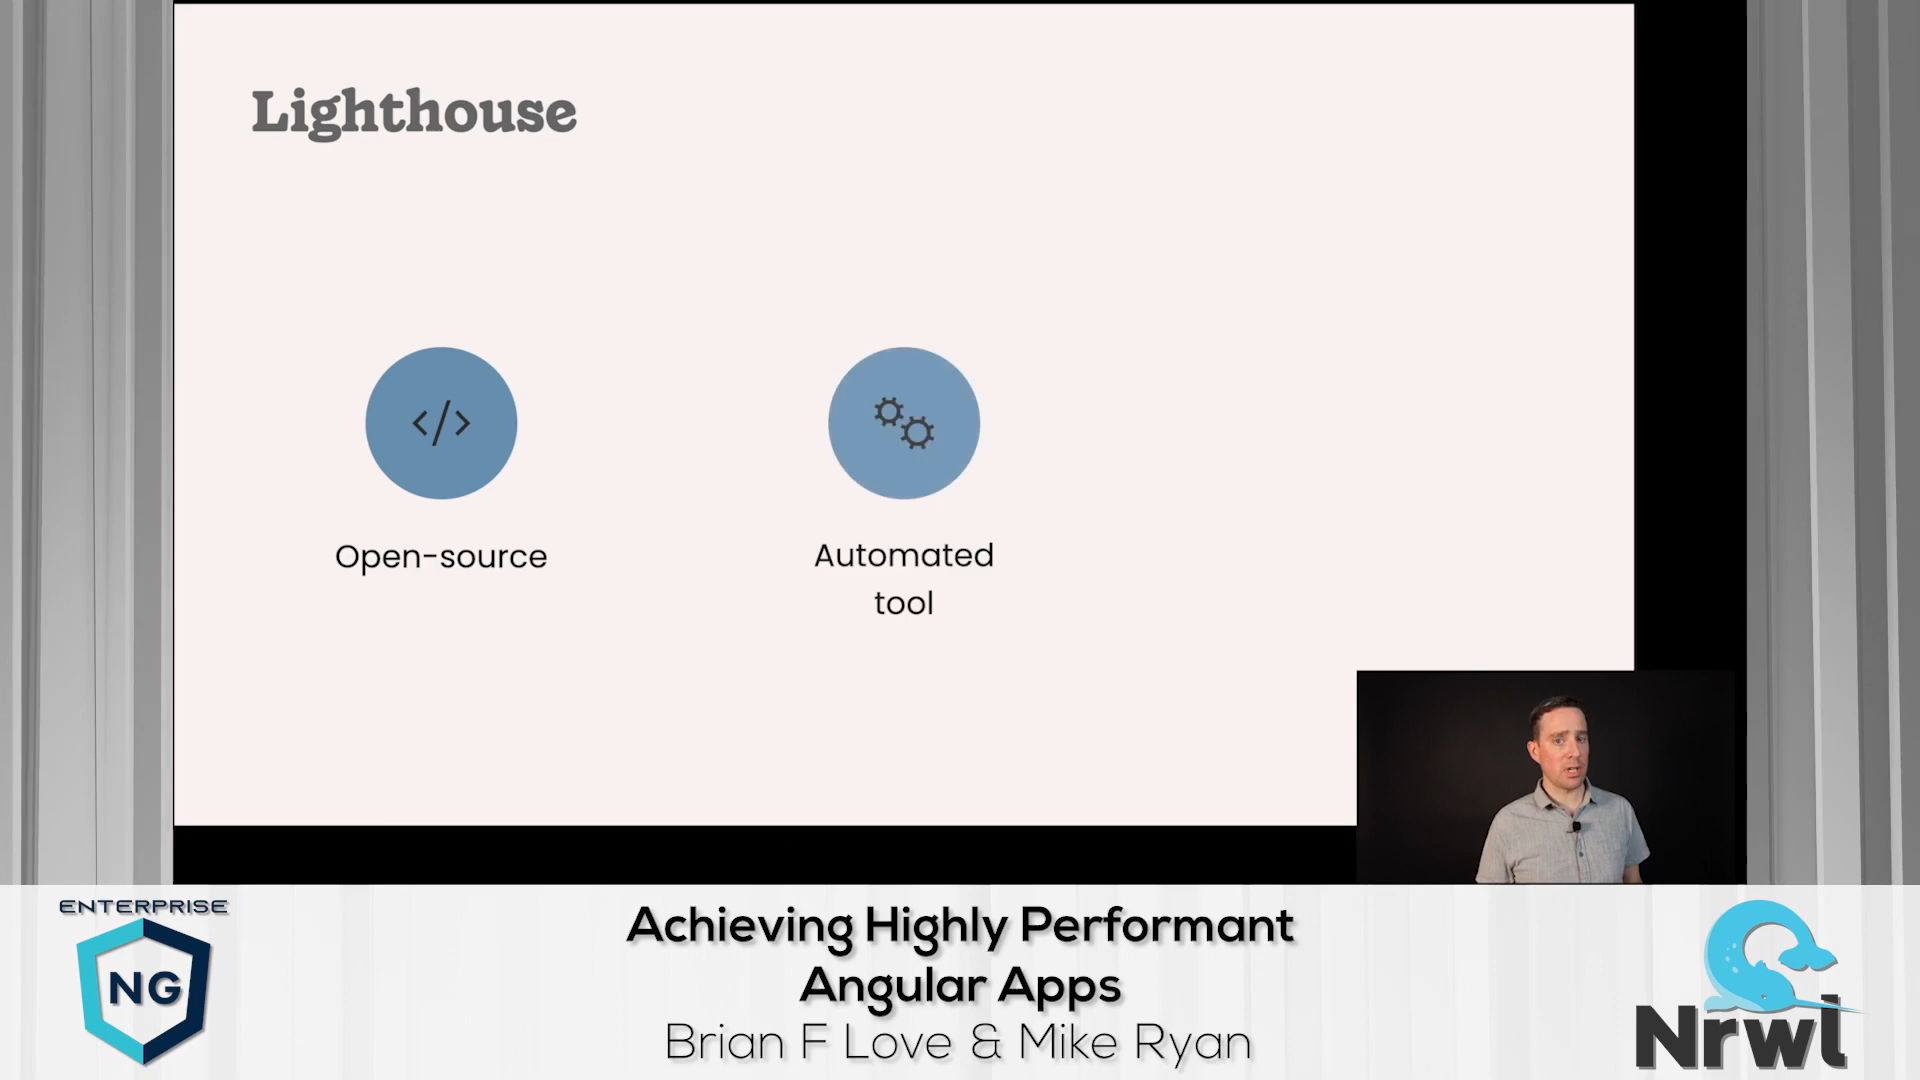 Lighthouse
</>
Open-source
Automated
tool
ENTERPRISE
NG
Achieving Highly Performant
Angular Apps
Brian F Love & Mike Ryan
Nrwl